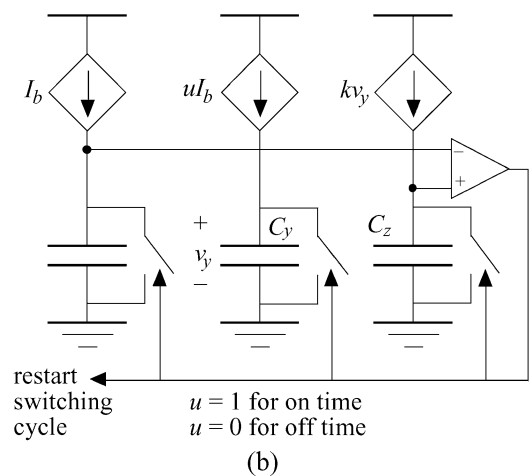 I_b
uI_b
kv_y
−
+
+
v_y
−
C_y
C_z
restart
switching
cycle
u = 1 for on time
u = 0 for off time
(b)